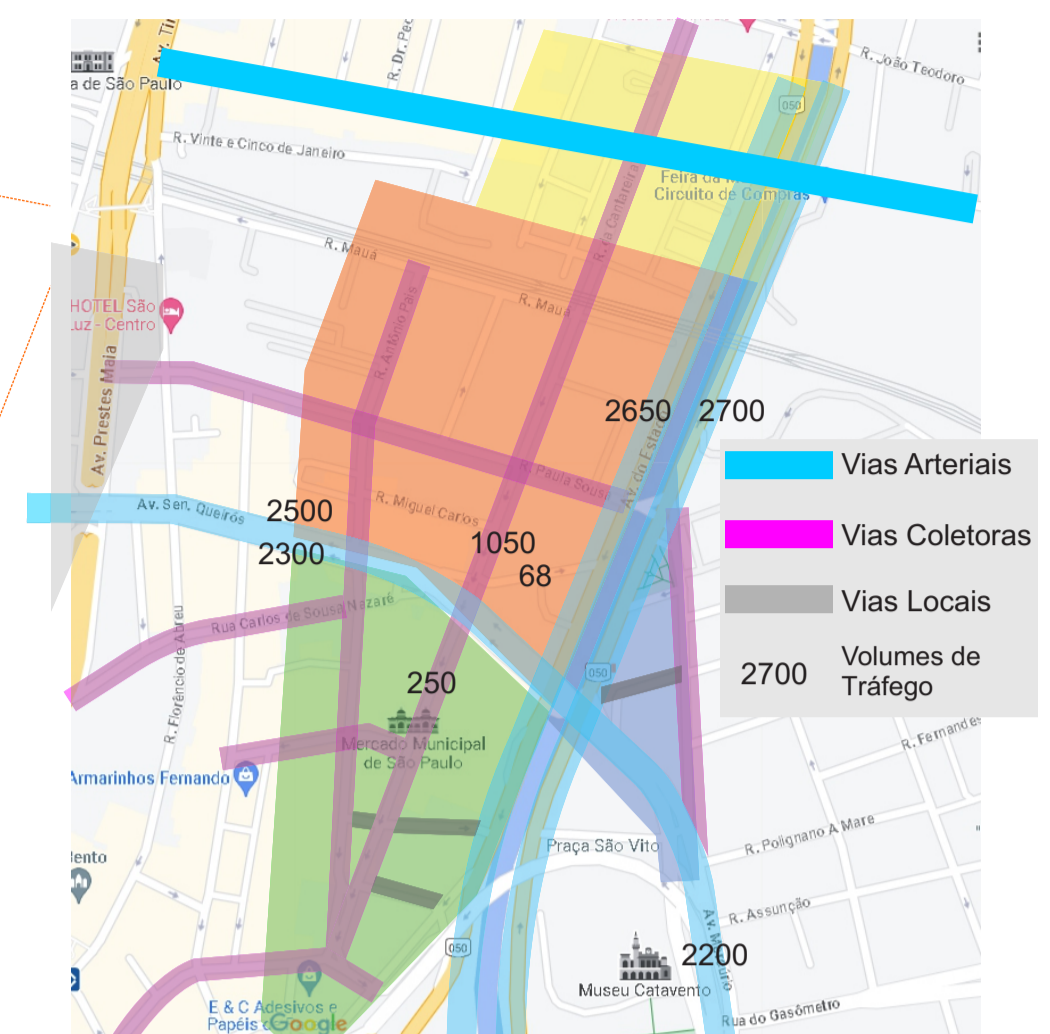 Av. Ti
R. Dr. Pec
R. João Teodoro
a de São Paulo
050
R. Vinte e Cinco de Janeiro
Feira da
Circuito de Compras
R. da Cantareira
R. Mauá
R. Mauá
HOTEL São
Luz - Centro
R. Antônio Pais
Av. Prestes Maia
2650
2700
Av. do Estado
Vias Arteriais
R. Paula Sousa
Av. Sen. Queirós
2500
R. Miguel Carlos
Vias Coletoras
2300
1050
68
Vias Locais
Rua Carlos de Sousa Nazaré
R. Florêncio de Abreu
050
2700
Volumes de
Tráfego
250
Mercado Municipal
de São Paulo
R. Fernandes
Armarinhos Fernando
Praça São Vito
R. Polignano A Mare
ento
R. Assunção
Av. M
050
2200
Museu Catavento
E & C Adesivos e
Papéis
Google
Rua do Gasômetro